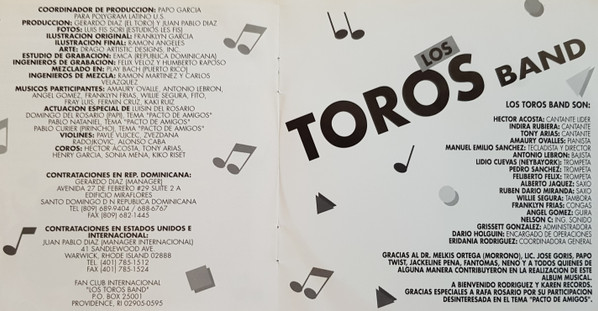 COORDINADOR DE PRODUCCION: PAPO GARCIA
PARA POLYGRAM LATINO U.S.
PRODUCCION: GERARDO DIAZ (EL TORO) Y JUAN PABLO DIAZ
FOTOS: LUIS FIS SORI (ESTUDIOS LES FIS)
ILUSTRACION ORIGINAL: FRANKLYN GARCIA
ILUSTRACION FINAL: RAMON ANGELES
ARTE: DRAGO ARTISTIC DESIGNS, INC.
ESTUDIO DE GRABACION: EMCA (REPUBLICA DOMINICANA)
INGENIEROS DE GRABACION: FELIX VELOZ Y HUMBERTO RAPOSO
MEZCLADO EN: PLAY BACH (PUERTO RICO)
INGENIEROS DE MEZCLA: RAMON MARTINEZ Y CARLOS
VELAZQUEZ
MUSICOS PARTICIPANTES: AMAURY OVALLE, ANTONIO LEBRON,
ANGEL GOMEZ, FRANKLYN FRIAS, WILLIE SEGURA, FITO,
FRAY LUIS, FERMIN CRUZ, KAKI RUIZ
ACTUACION ESPECIAL DE LUISIN DEL ROSARIO
DOMINGO DEL ROSARIO (PAPI), TEMA "PACTO DE AMIGOS"
PABLO NATANEL TEMA "PACTO DE AMIGOS"
PABLO CURIER (PIRINCHO), TEMA "PACTO DE AMIGOS"
VIOLINES: PAVLE VUJCEC, ZVEZDANA
RADOJKOVIC, ALONSO CABA
COROS: HECTOR ACOSTA, TONY ARIAS,
HENRY GARCIA, SONIA MENA, KIKO RISET
CONTRATACIONES EN REP. DOMINICANA:
GERARDO DIAZ (MANAGER)
AVENIDA 27 DE FEBRERO #29 SUITE 2 A
EDIFICIO MIRAFLORES
SANTO DOMINGO D N REPUBLICA DOMINICANA
TEL (809) 689-9404 / 688-6767
FAX (809) 682-1445
CONTRATACIONES EN ESTADOS UNIDOS E
INTERNACIONAL:
JUAN PABLO DIAZ (MANAGER INTERNACIONAL)
41 SANDLEWOOD AVE
WARWICK, RHODE ISLAND 02888
TEL. (401) 785-1512
FAX (401) 785-1524
FAN CLUB INTERNACIONAL
"LOS TOROS BAND"
P.O. BOX 25001
PROVIDENCE, RI 02905-0595
LOS
TOROS BAND
LOS TOROS BAND SON:
HECTOR ACOSTA: CANTANTE LIDER
INDIRA RUBIERA: CANTANTE
TONY ARIAS: CANTANTE
AMAURY OVALLES: PIANISTA
MANUEL EMILIO SANCHEZ: TECLADISTA Y DIRECTOR
ANTONIO LEBRON: BAJISTA
LIDIO CUEVAS (NEYBAYORK): TROMPETA
PEDRO SANCHEZ: TROMPETA
FELIBERTO FELIX: TROMPETA
ALBERTO JAQUEZ: SAXO
RUBEN DARIO MIRANDA: SAXO
WILLIE SEGURA: TAMBORA
FRANKLYN FRIAS: CONGAS
ANGEL GOMEZ: GUIRA
NELSON C: ING. SONIDO
GRISSETT GONZALEZ: ADMINISTRADORA
DARIO HOLGUIN: ENCARGADO DE OPERACIONES
ERIDANIA RODRIGUEZ: COORDINADORA GENERAL
GRACIAS AL DR. MELKIS ORTEGA (MORRONO), LIC. JOSE GORIS, PAPO
TWIST, JACKELINE PENA, FANTOMAS, NENO Y A TODOS QUIENES DE
ALGUNA MANERA CONTRIBUYERON EN LA REALIZACION DE ESTE
ALBUM MUSICAL.
A BIENVENIDO RODRIGUEZ Y KAREN RECORDS.
GRACIAS ESPECIALES A RAFA ROSARIO POR SU PARTICIPACION
DESINTERESADA EN EL TEMA "PACTO DE AMIGOS".